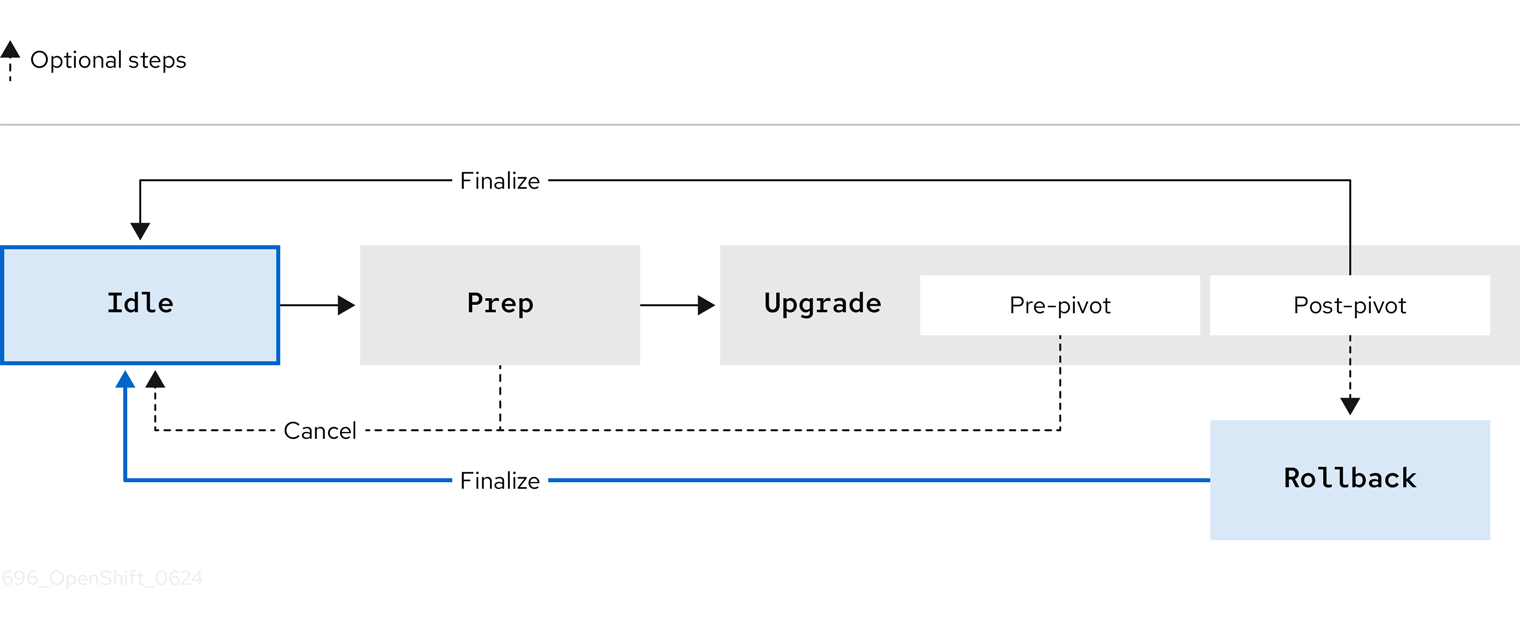 Optional steps
Finalize
Idle
Prep
Upgrade
Pre-pivot
Post-pivot
Cancel
Finalize
Rollback
696_OpenShift_0624